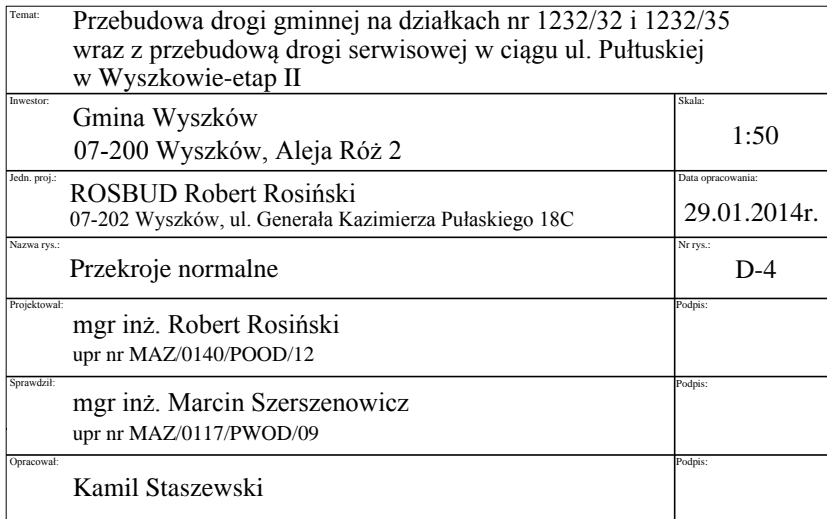 Temat:
Przebudowa drogi gminnej na działkach nr 1232/32 i 1232/35
wraz z przebudową drogi serwisowej w ciągu ul. Pułtuskiej
w Wyszkowie-etap II
Inwestor:
Gmina Wyszków
07-200 Wyszków, Aleja Róż 2
Skala:
1:50
Jedn. proj.:
ROSBUD Robert Rosiński
07-202 Wyszków, ul. Generała Kazimierza Pułaskiego 18C
Data opracowania:
29.01.2014r.
Nazwa rys.:
Przekroje normalne
Nr rys.:
D-4
Projektował:
mgr inż. Robert Rosiński
upr nr MAZ/0140/POOD/12
Podpis:
Sprawdził:
mgr inż. Marcin Szerszenowicz
upr nr MAZ/0117/PWOD/09
Podpis:
Opracował:
Kamil Staszewski
Podpis: